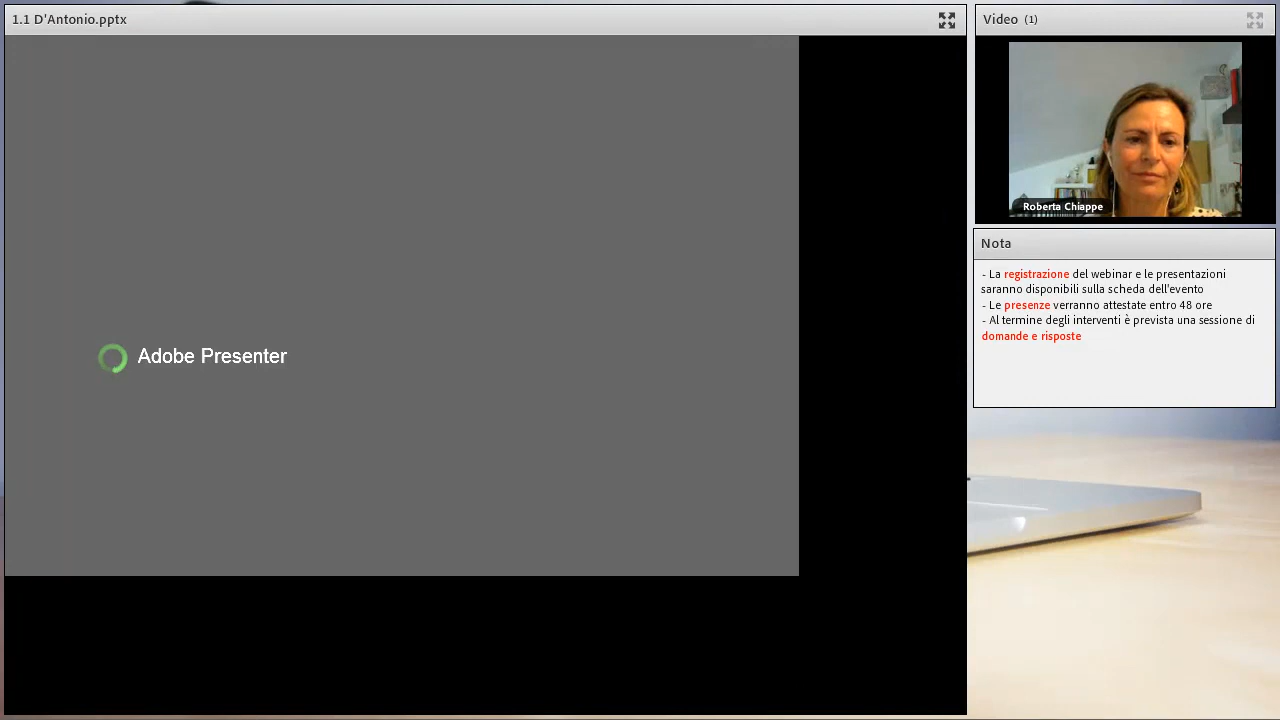 1.1 D'Antonio.pptx
Video (1)
Roberta Chiappe
Nota
- La registrazione del webinar e le presentazioni
saranno disponibili sulla scheda dell'evento
- Le presenze verranno attestate entro 48 ore
- Al termine degli interventi è prevista una sessione di
domande e risposte
Adobe Presenter